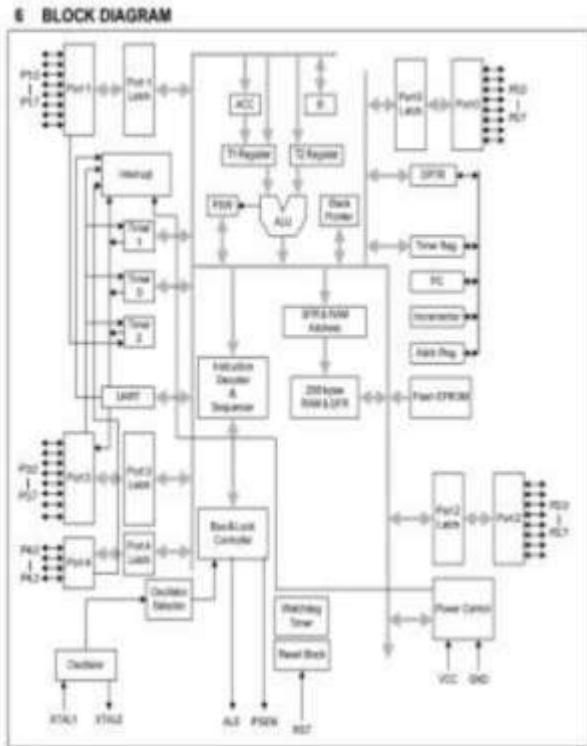 6 BLOCK DIAGRAM
P1.0
P1.7
Port 1
Port 1
Latch
ACC
B
Port 0
Latch
Port 0
P0.0
P0.7
T1 Register
T2 Register
Interrupt
DPTR
PSW
ALU
Stack
Pointer
Timer
1
Timer
0
Timer
2
Timer Reg.
PC
Incrementor
Addr. Reg.
SFR & RAM
Address
Instruction
Decoder
&
Sequencer
256 bytes
RAM & SFR
Flash EPROM
UART
P3.0
P3.7
Port 3
Port 3
Latch
P4.0
P4.3
Port 4
Port 4
Latch
Bus & Clock
Controller
Port 2
Latch
Port 2
P2.0
P2.7
Oscillator
Watchdog
Timer
Power Control
Oscillator
Reset Block
XTAL1
XTAL2
ALE
PSEN
RST
VCC
GND